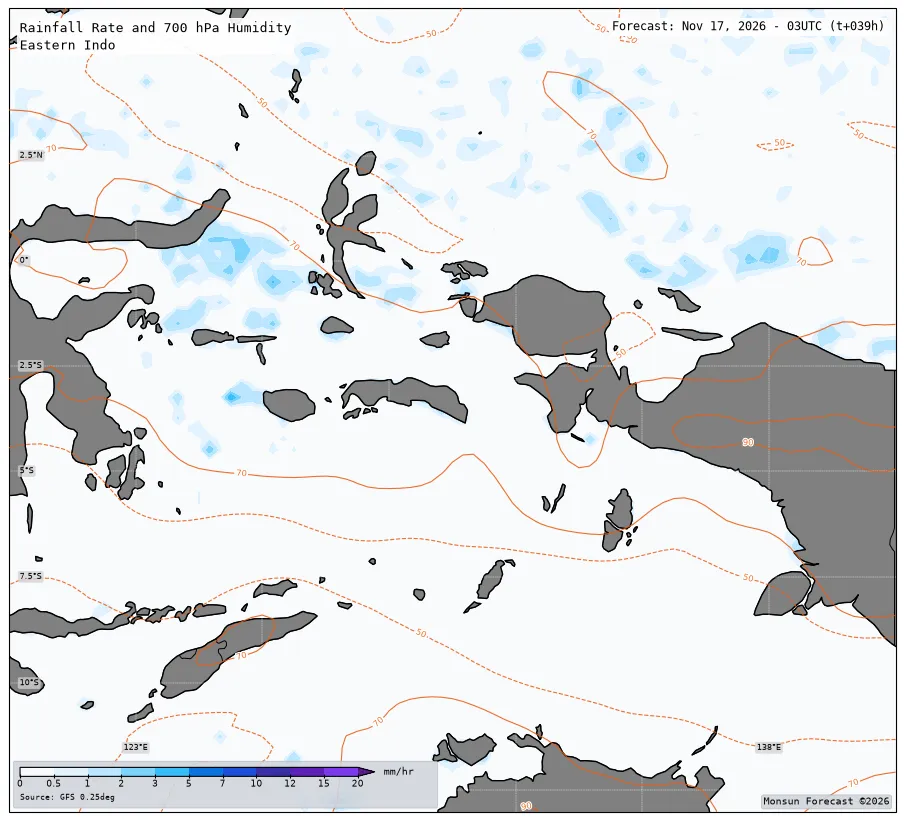 Rainfall Rate and 700 hPa Humidity
Eastern Indo
Forecast: Nov 17, 2026 - 03UTC (t+039h)
50
50
50
50
50
70
70
2.5°N
70
0°
70
50
2.5°S
90
70
5°S
7.5°S
50
50
70
10°S
70
123°E
138°E
70
90
0 0.5 1 2 3 5 7 10 12 15 20 mm/hr
Source: GFS 0.25deg
Monsun Forecast ©2026